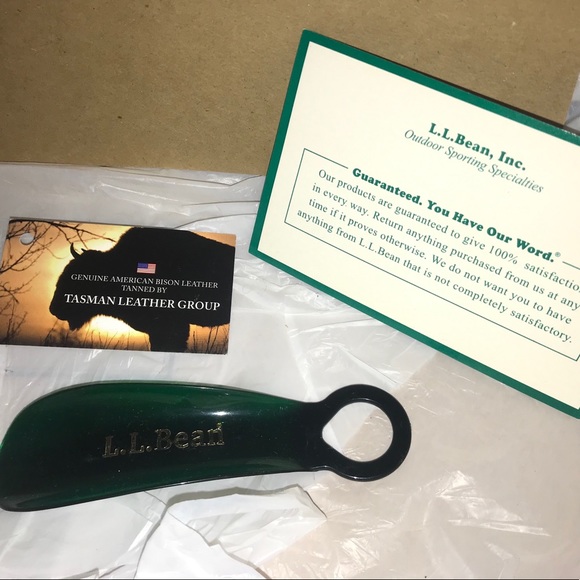 L.L.Bean, Inc.
Outdoor Sporting Specialties
Guaranteed. You Have Our Word.®
Our products are guaranteed to give 100% satisfaction
in every way. Return anything purchased from us at any
time if it proves otherwise. We do not want you to have
anything from L.L.Bean that is not completely satisfactory.
GENUINE AMERICAN BISON LEATHER
TANNED BY
TASMAN LEATHER GROUP
L.L.Bean